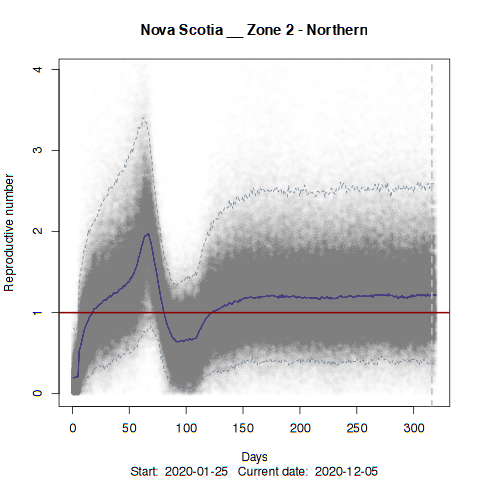 Nova Scotia __ Zone 2 - Northern
Reproductive number
4
3
2
1
0
0 50 100 150 200 250 300
Days
Start: 2020-01-25 Current date: 2020-12-05